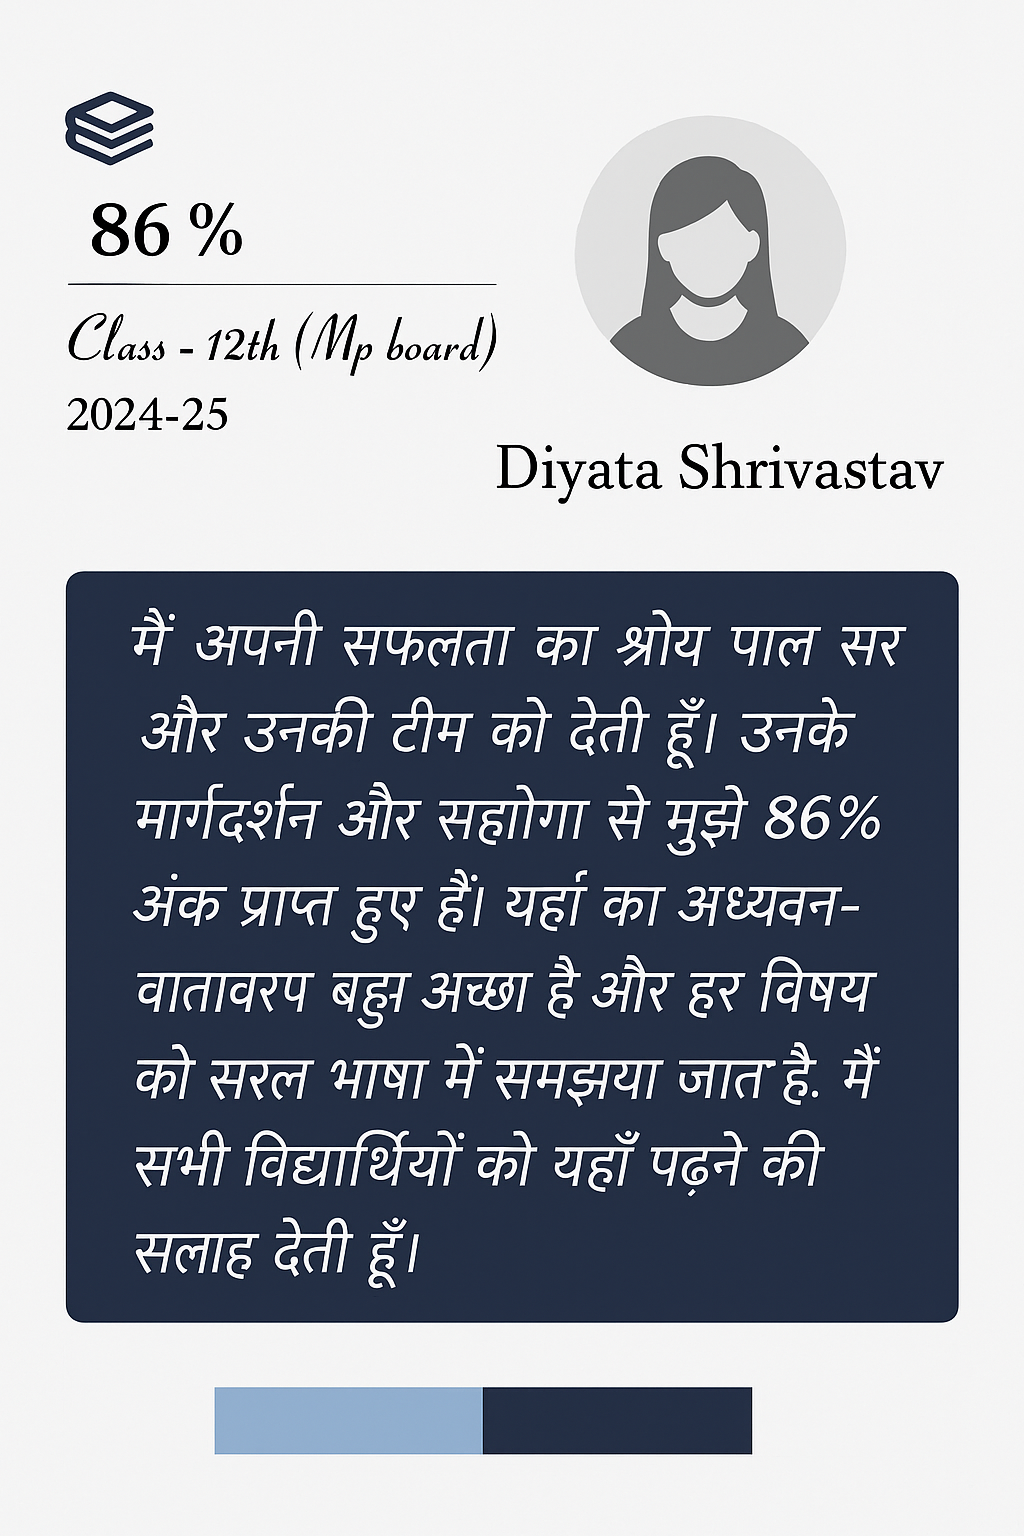 86 %
Class - 12th (Mp board)
2024-25
Diyata Shrivastav
मैं अपनी सफलता का श्रोय पाल सर
और उनकी टीम को देती हूँ। उनके
मार्गदर्शन और सहाोगा से मुझे 86%
अंक प्राप्त हुए हैं। यर्हा का अध्यवन-
वातावरप बहुा अच्छा है और हर विषय
को सरल भाषा में समझया जात है. मैं
सभी विद्यार्थियों को यहाँ पढ़ने की
सलाह देती हूँ।